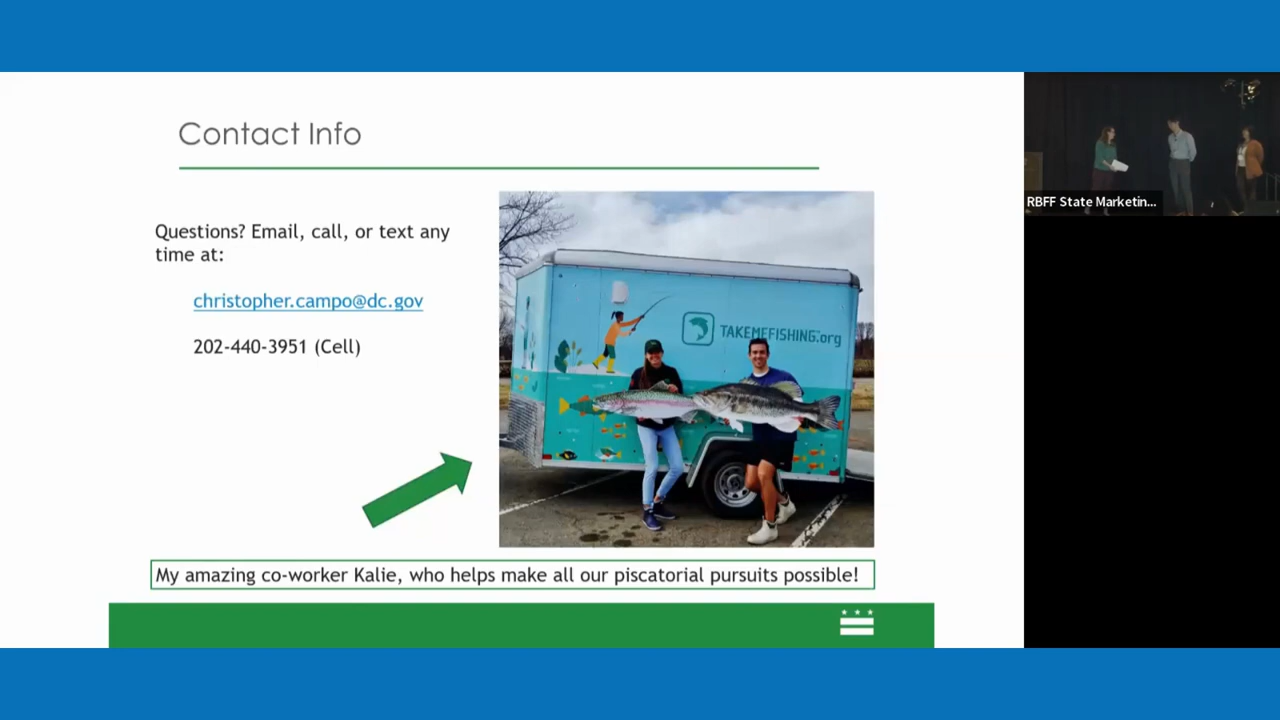 Contact Info
Questions? Email, call, or text any
time at:
christopher.campo@dc.gov
202-440-3951 (Cell)
TAKEMEFISHING.org
My amazing co-worker Kalie, who helps make all our piscatorial pursuits possible!
RBFF State Marketin...